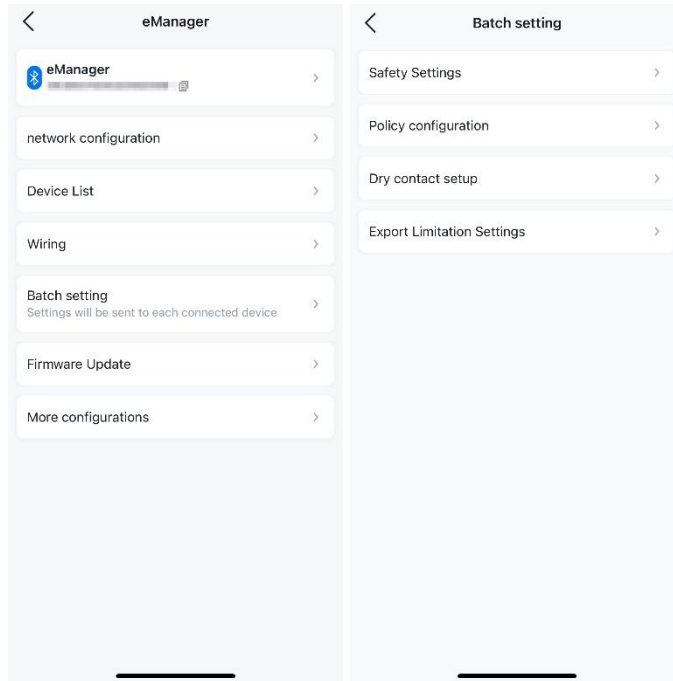 eManager
eManager
network configuration
Device List
Wiring
Batch setting
Settings will be sent to each connected device
Firmware Update
More configurations
Batch setting
Safety Settings
Policy configuration
Dry contact setup
Export Limitation Settings